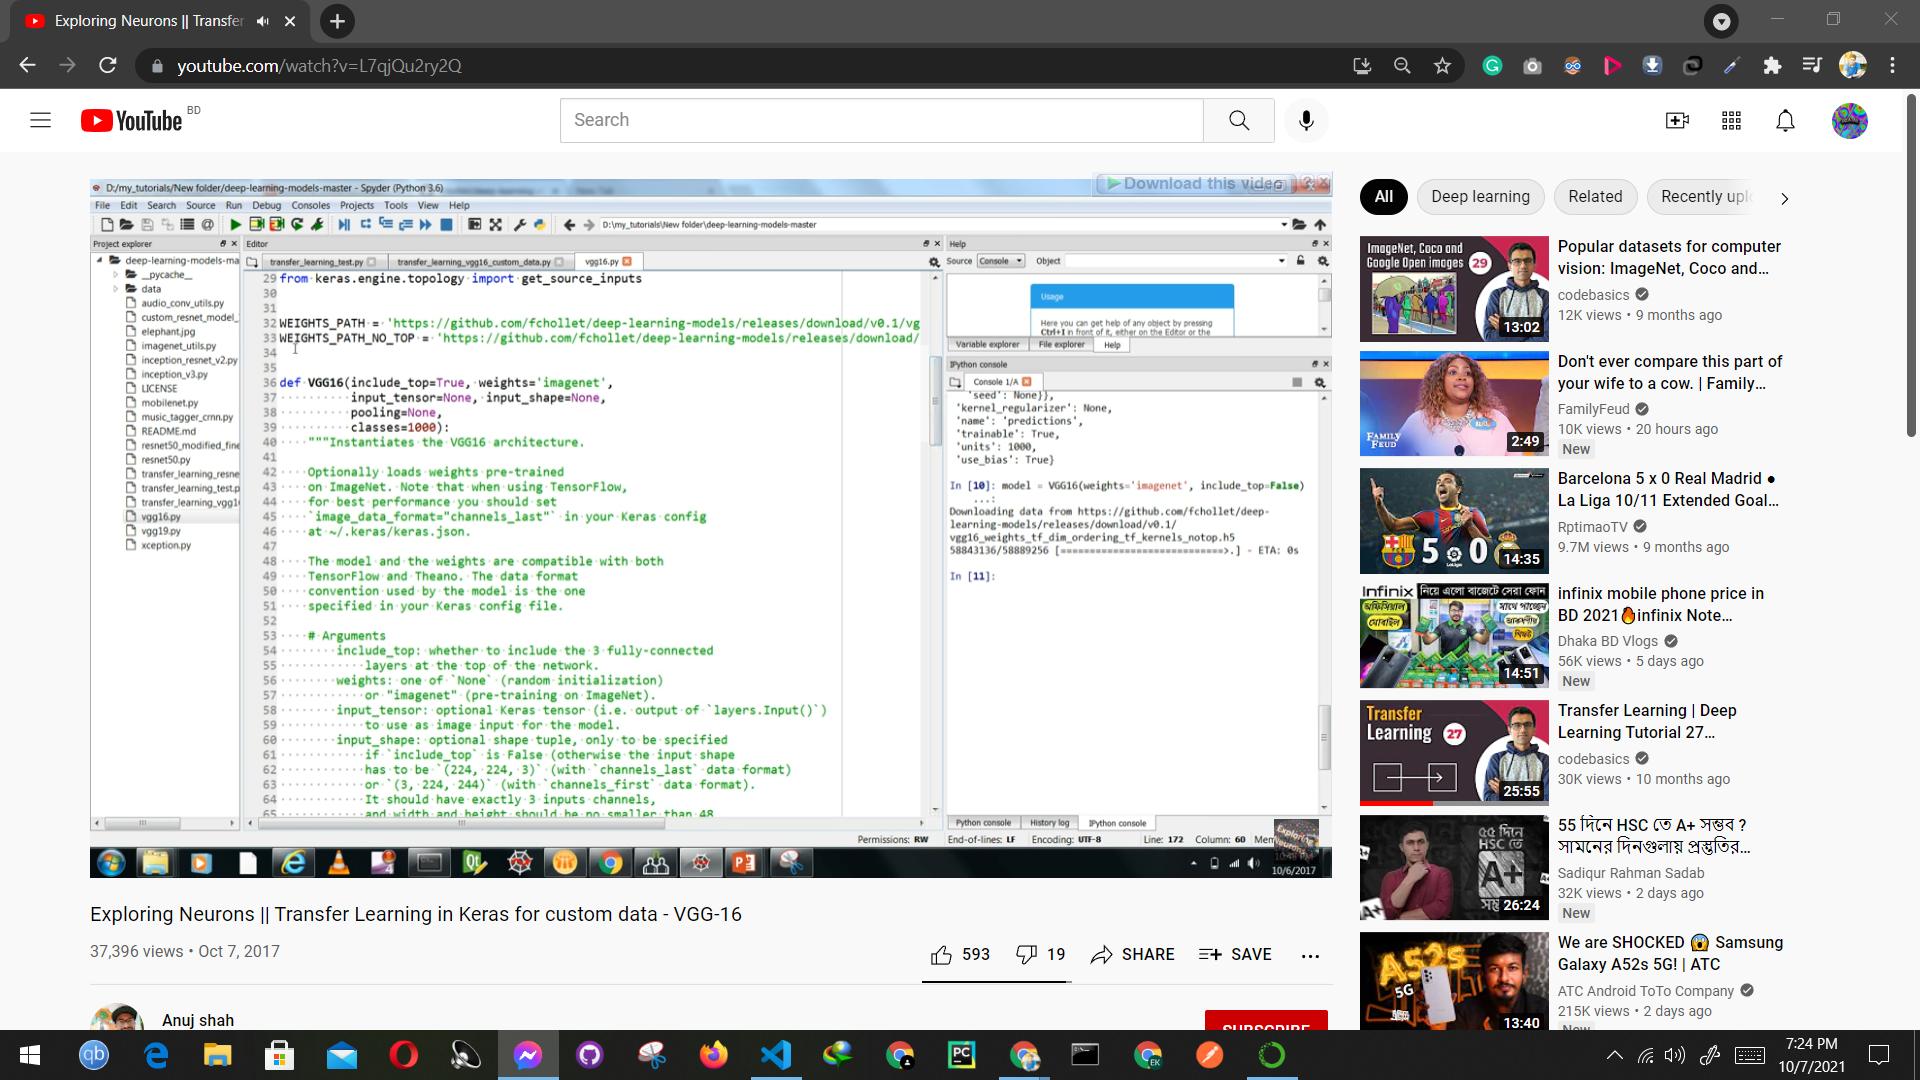 Exploring Neurons || Transfer
youtube.com/watch?v=L7qjQu2ry2Q
YouTube BD
Search
D:/my_tutorials/New folder/deep-learning-models-master - Spyder (Python 3.6)
Download this video
File Edit Search Source Run Debug Consoles Projects Tools View Help
D:\my_tutorials\New folder\deep-learning-models-master
Project explorer
deep-learning-models-ma
__pycache__
data
audio_conv_utils.py
custom_resnet_model_
elephant.jpg
imagenet_utils.py
inception_resnet_v2.py
inception_v3.py
LICENSE
mobilenet.py
music_tagger_crnn.py
README.md
resnet50_modified_fine
resnet50.py
transfer_learning_resne
transfer_learning_test.p
transfer_learning_vgg1
vgg16.py
vgg19.py
xception.py
Editor
transfer_learning_test.py transfer_learning_vgg16_custom_data.py vgg16.py
29 from keras.engine.topology import get_source_inputs
30
31
32 WEIGHTS_PATH = 'https://github.com/fchollet/deep-learning-models/releases/download/v0.1/vg
33 WEIGHTS_PATH_NO_TOP = 'https://github.com/fchollet/deep-learning-models/releases/download/
34
35
36 def VGG16(include_top=True, weights='imagenet',
37 input_tensor=None, input_shape=None,
38 pooling=None,
39 classes=1000):
40 """Instantiates the VGG16 architecture.
41
42 Optionally loads weights pre-trained
43 on ImageNet. Note that when using TensorFlow,
44 for best performance you should set
45 `image_data_format="channels_last"` in your Keras config
46 at ~/.keras/keras.json.
47
48 The model and the weights are compatible with both
49 TensorFlow and Theano. The data format
50 convention used by the model is the one
51 specified in your Keras config file.
52
53 # Arguments
54 include_top: whether to include the 3 fully-connected
55 layers at the top of the network.
56 weights: one of `None` (random initialization)
57 or "imagenet" (pre-training on ImageNet).
58 input_tensor: optional Keras tensor (i.e. output of `layers.Input()`)
59 to use as image input for the model.
60 input_shape: optional shape tuple, only to be specified
61 if `include_top` is False (otherwise the input shape
62 has to be `(224, 224, 3)` (with `channels_last` data format)
63 or `(3, 224, 244)` (with `channels_first` data format).
64 It should have exactly 3 inputs channels,
65 and width and height should be no smaller than 48
Help
Source Console Object
Usage
Here you can get help of any object by pressing
Ctrl+I in front of it, either on the Editor or the
Variable explorer File explorer Help
IPython console
Console 1/A
'seed': None}},
'kernel_regularizer': None,
'name': 'predictions',
'trainable': True,
'units': 1000,
'use_bias': True}
In [10]: model = VGG16(weights='imagenet', include_top=False)
...:
Downloading data from https://github.com/fchollet/deep-
learning-models/releases/download/v0.1/
vgg16_weights_tf_dim_ordering_tf_kernels_notop.h5
58843136/58889256 [============================>.] - ETA: 0s
In [11]:
Python console History log IPython console
Permissions: RW End-of-lines: LF Encoding: UTF-8 Line: 172 Column: 60 Mem
10/6/2017
Exploring Neurons || Transfer Learning in Keras for custom data - VGG-16
37,396 views • Oct 7, 2017
593 19 SHARE SAVE
Anuj shah
SUBSCRIBE
All Deep learning Related Recently uplo
ImageNet, Coco and
Google Open images 29
13:02
Popular datasets for computer
vision: ImageNet, Coco and...
codebasics
12K views • 9 months ago
FAMILY
FEUD
2:49
Don't ever compare this part of
your wife to a cow. | Family...
FamilyFeud
10K views • 20 hours ago
New
5 0
14:35
Barcelona 5 x 0 Real Madrid ●
La Liga 10/11 Extended Goal...
RptimaoTV
9.7M views • 9 months ago
Infinix নিয়ে এলো বাজেটে সেরা ফোন
অফিসিয়াল
মোবাইল
14:51
infinix mobile phone price in
BD 2021🔥infinix Note...
Dhaka BD Vlogs
56K views • 5 days ago
New
Transfer
Learning 27
25:55
Transfer Learning | Deep
Learning Tutorial 27...
codebasics
30K views • 10 months ago
৫৫ দিনে
HSC তে
A+
26:24
55 দিনে HSC তে A+ সম্ভব ?
সামনের দিনগুলায় প্রস্তুতির...
Sadiqur Rahman Sadab
32K views • 2 days ago
New
A52s
5G
13:40
We are SHOCKED 😱 Samsung
Galaxy A52s 5G! | ATC
ATC Android ToTo Company
215K views • 2 days ago
New
7:24 PM
10/7/2021